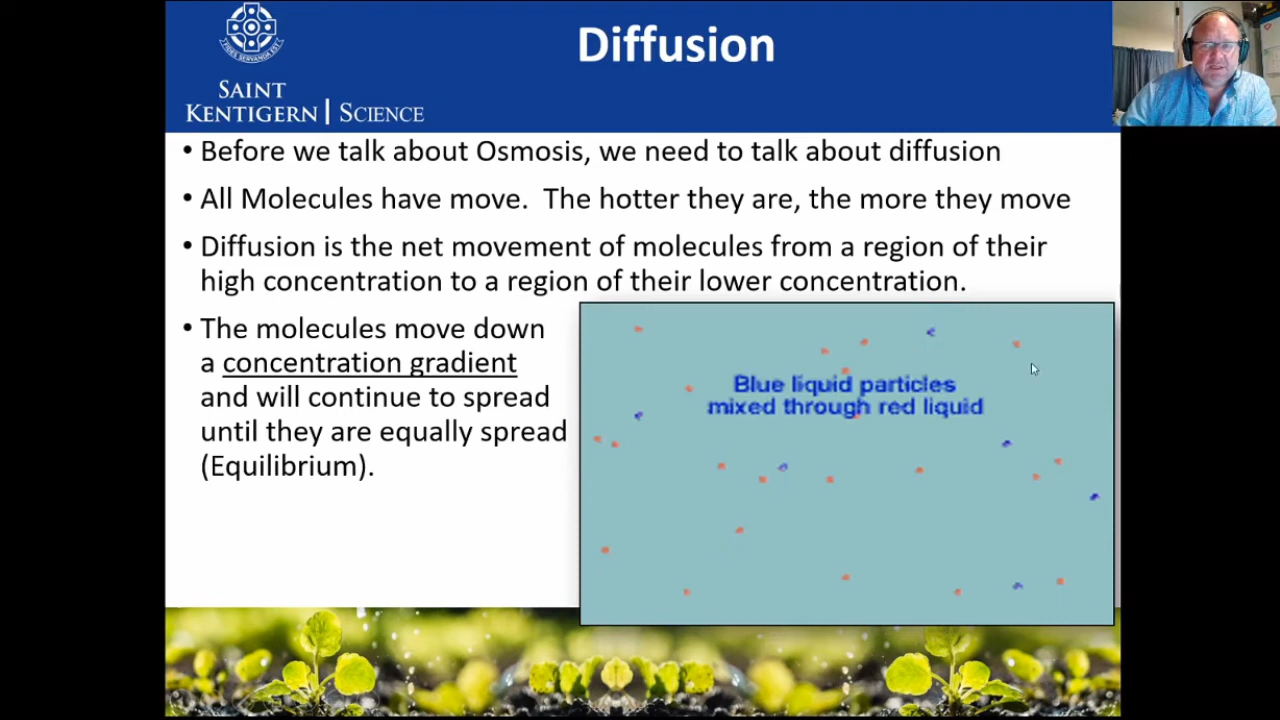 FIDES SERVANDA EST
SAINT
KENTIGERN | SCIENCE
Diffusion
• Before we talk about Osmosis, we need to talk about diffusion
• All Molecules have move. The hotter they are, the more they move
• Diffusion is the net movement of molecules from a region of their
high concentration to a region of their lower concentration.
• The molecules move down
a concentration gradient
and will continue to spread
until they are equally spread
(Equilibrium).
Blue liquid particles
mixed through red liquid